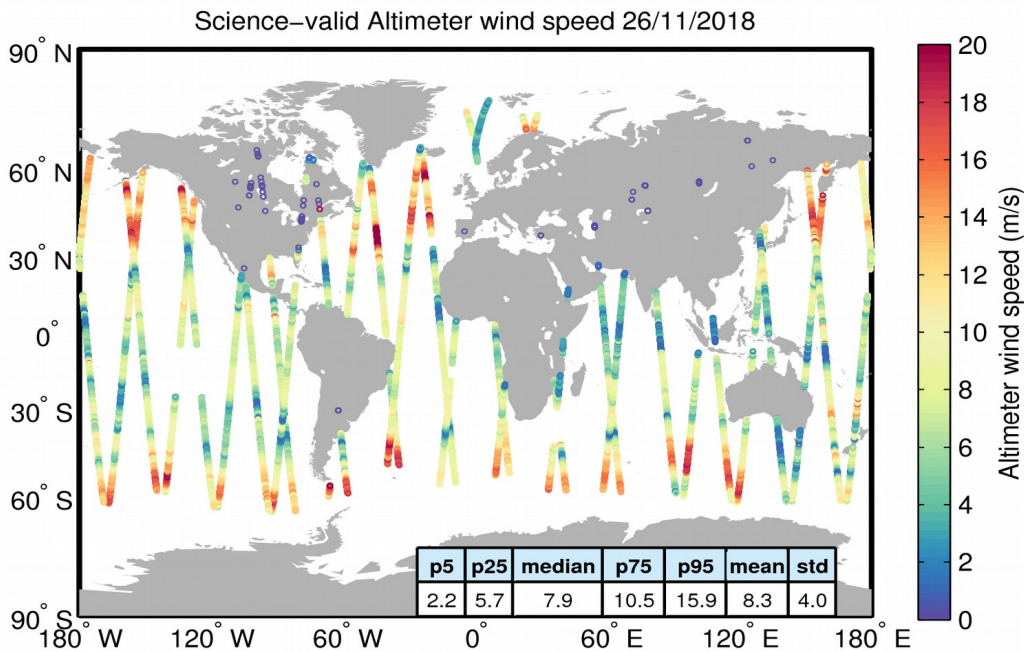 Science-valid Altimeter wind speed 26/11/2018
90° N
60° N
30° N
0°
30° S
60° S
90° S
180° W
120° W
60° W
0°
60° E
120° E
180° E
p5 p25 median p75 p95 mean std
2.2 5.7 7.9 10.5 15.9 8.3 4.0
20
18
16
14
12
10
8
6
4
2
0
Altimeter wind speed (m/s)